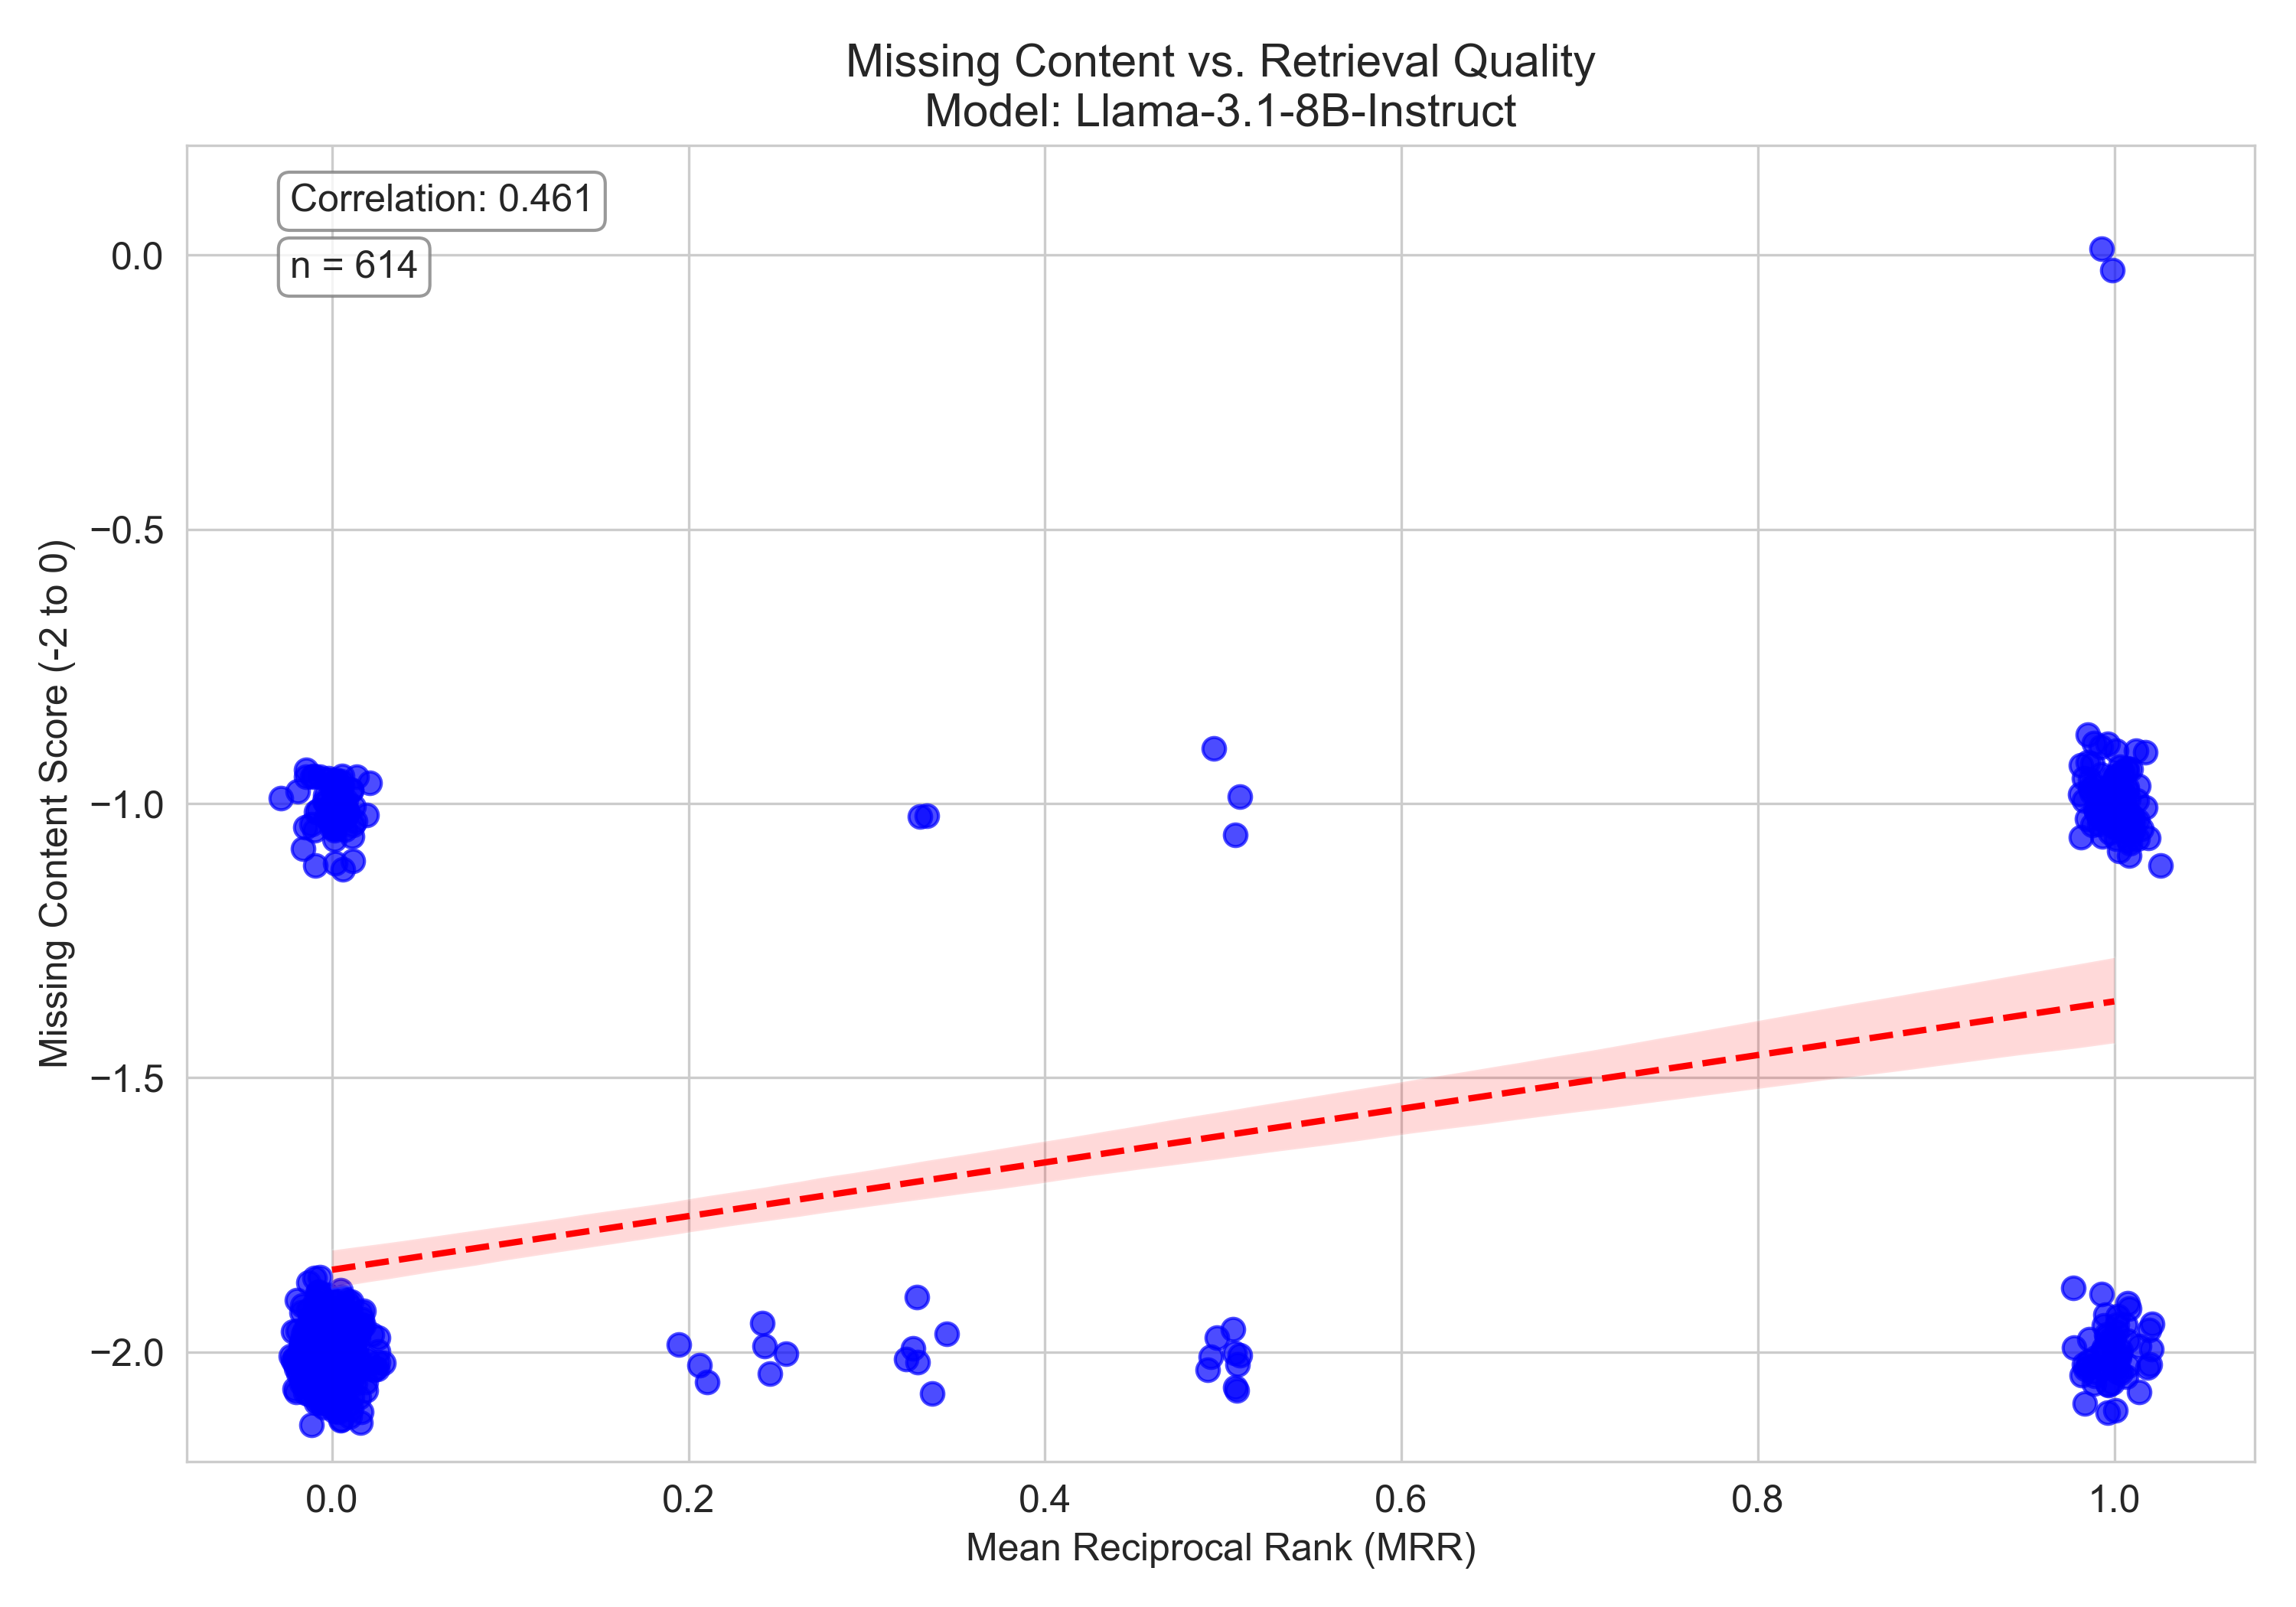 Missing Content vs. Retrieval Quality
Model: Llama-3.1-8B-Instruct
Correlation: 0.461
n = 614
0.0
−0.5
−1.0
−1.5
−2.0
Missing Content Score (-2 to 0)
0.0
0.2
0.4
0.6
0.8
1.0
Mean Reciprocal Rank (MRR)